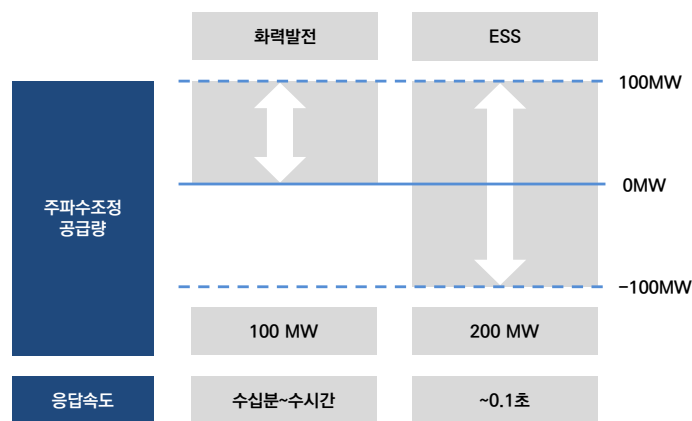 화력발전
ESS
100MW
주파수조정
공급량
0MW
-100MW
100 MW
200 MW
응답속도
수십분~수시간
~0.1초